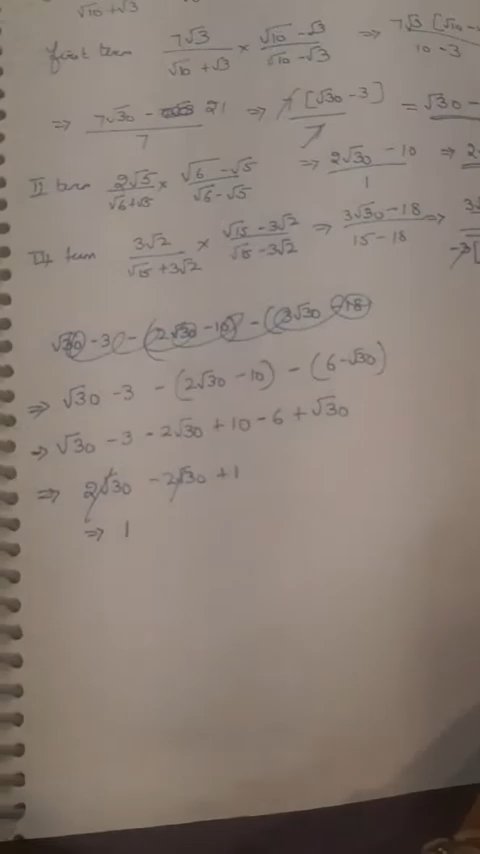 √10 + √3
first term 7√3 / (√10 + √3) × (√10 − √3) / (√10 − √3) ⇒ 7√3 [√10 − / 10 − 3
⇒ (7√30 − 21) / 7 ⇒ 7 [√30 − 3] / 7 = √30 −
II term 2√5 / (√6 + √5) × (√6 − √5) / (√6 − √5) ⇒ (2√30 − 10) / 1 ⇒ 2
term 3√2 / (√15 + 3√2) × (√15 − 3√2) / (√15 − 3√2) ⇒ (3√30 − 18) / (15 − 18) ⇒ 3 / −3[
√30 − 3 − (2√30 − 10) − (3√30 − 18
⇒ √30 − 3 − (2√30 − 10) − (6 − √30)
⇒ √30 − 3 − 2√30 + 10 − 6 + √30
⇒ 2√30 − 2√30 + 1
⇒ 1